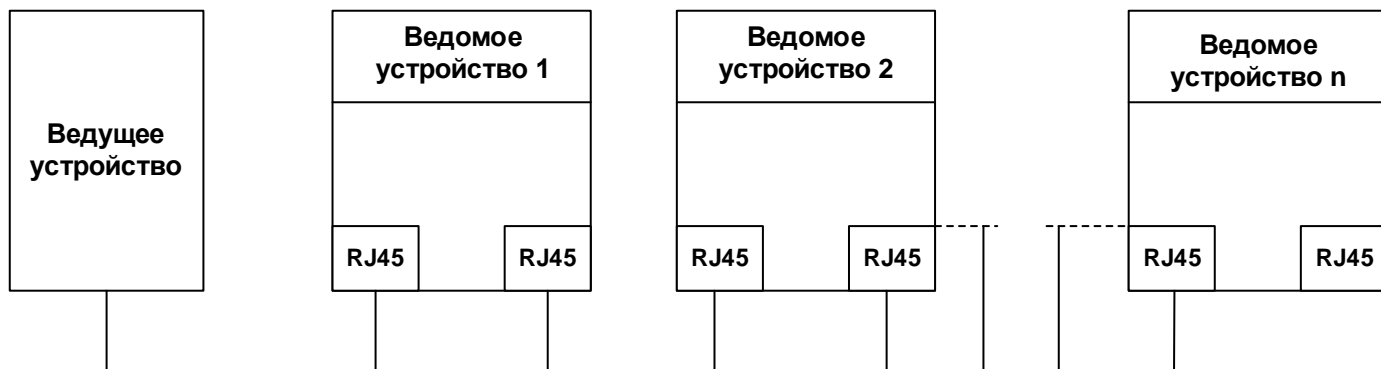 Ведущее
устройство
Ведомое
устройство 1
RJ45
RJ45
Ведомое
устройство 2
RJ45
RJ45
Ведомое
устройство n
RJ45
RJ45